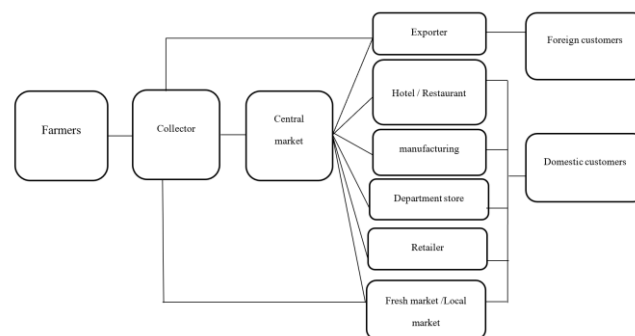 Exporter
Foreign customers
Hotel / Restaurant
Farmers
Collector
Central
market
manufacturing
Domestic customers
Department store
Retailer
Fresh market /Local
market